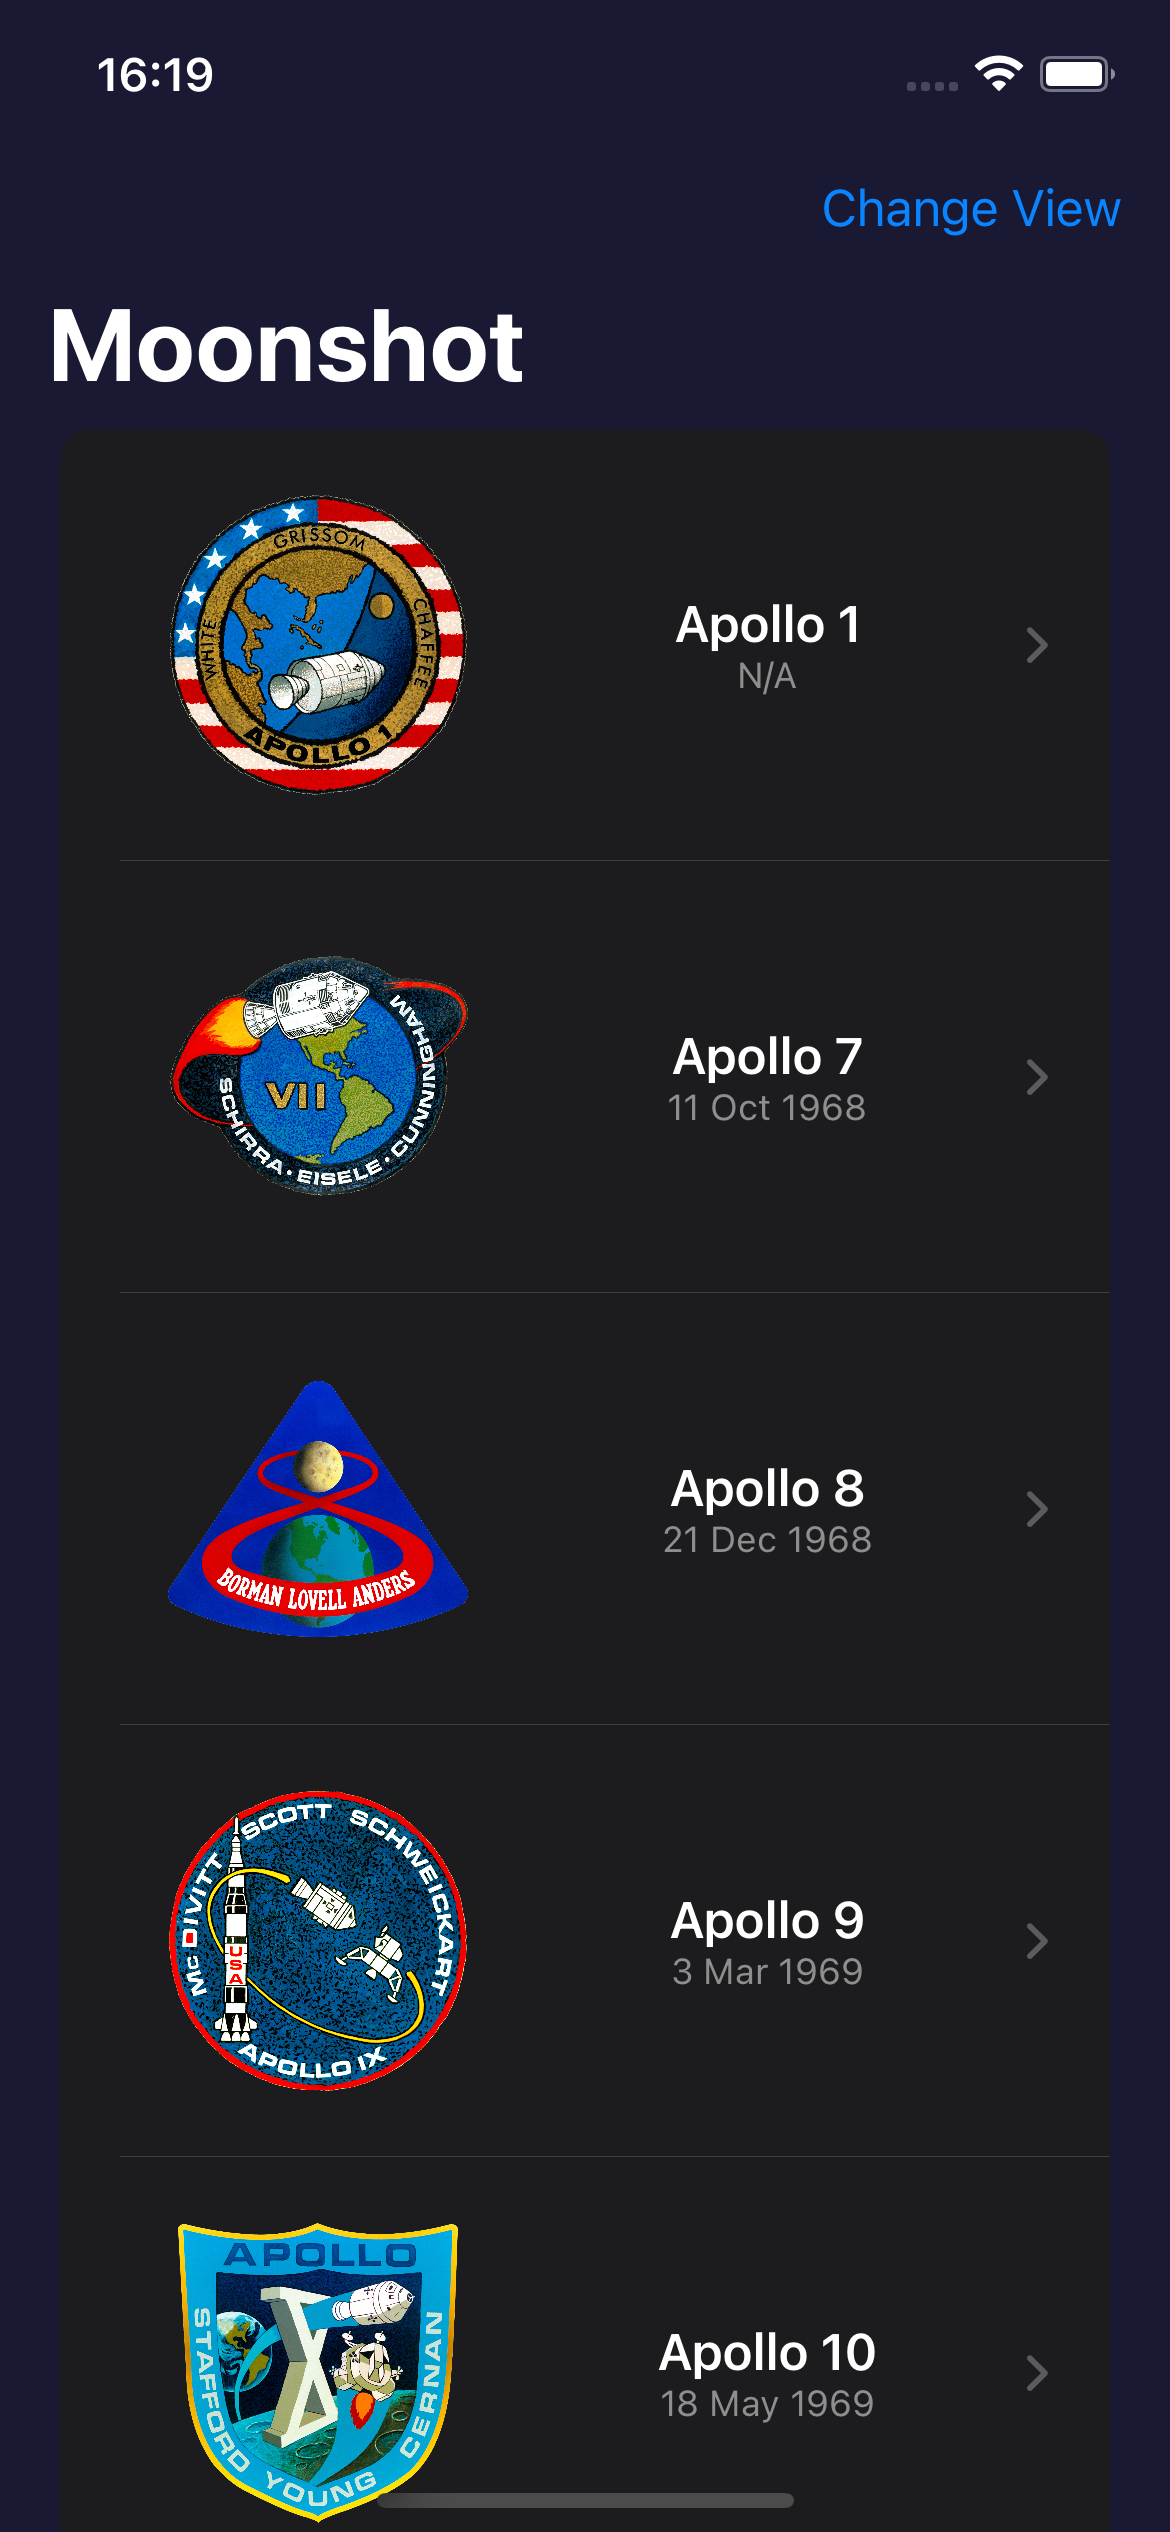 16:19
Change View
Moonshot
GRISSOM
WHITE
CHAFFEE
APOLLO 1
Apollo 1
N/A
VII
SCHIRRA · EISELE · CUNNINGHAM
Apollo 7
11 Oct 1968
BORMAN LOVELL ANDERS
Apollo 8
21 Dec 1968
McDIVITT SCOTT SCHWEICKART
USA
APOLLO IX
Apollo 9
3 Mar 1969
APOLLO
X
STAFFORD YOUNG CERNAN
Apollo 10
18 May 1969